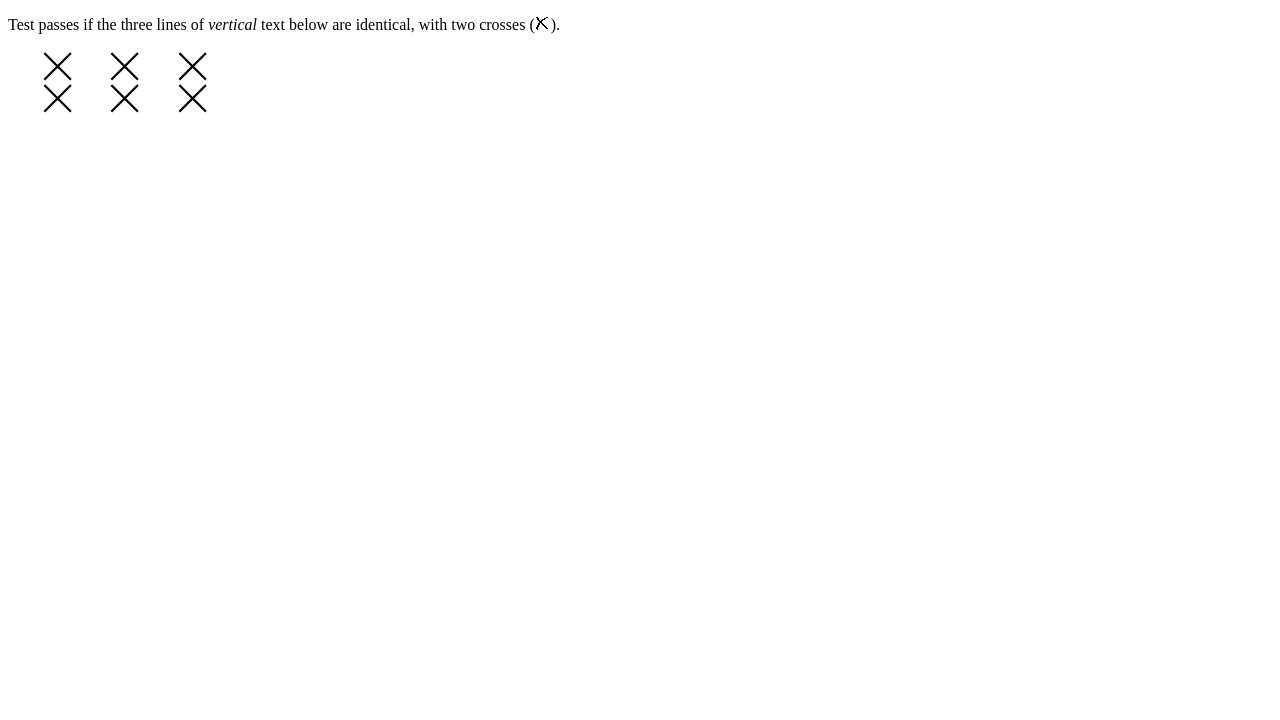 Test passes if the three lines of vertical text below are identical, with two crosses (╳).
╳╳
╳╳
╳╳